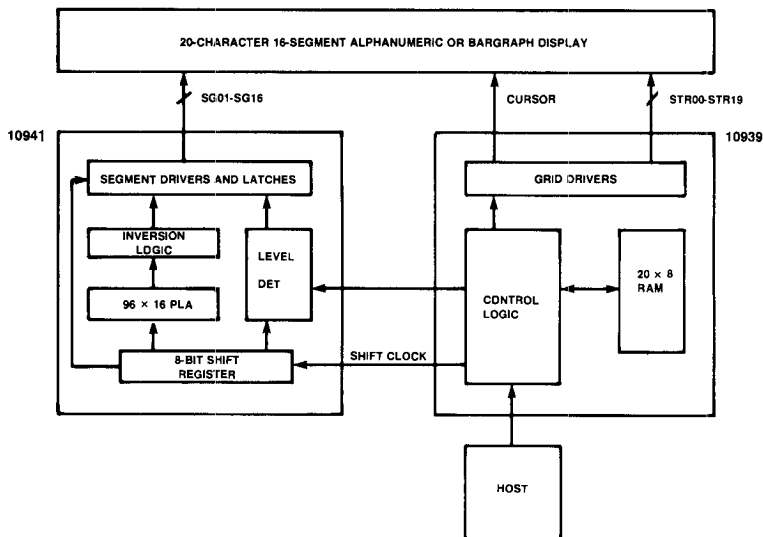 20-CHARACTER 16-SEGMENT ALPHANUMERIC OR BARGRAPH DISPLAY
SG01-SG16
CURSOR
STR00-STR19
10941
10939
SEGMENT DRIVERS AND LATCHES
GRID DRIVERS
INVERSION
LOGIC
LEVEL
DET
96 × 16 PLA
CONTROL
LOGIC
20 × 8
RAM
8-BIT SHIFT
REGISTER
SHIFT CLOCK
HOST